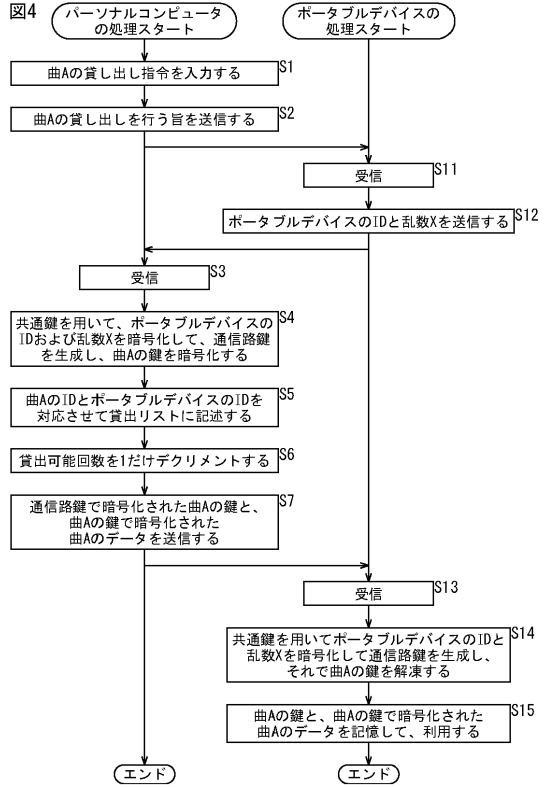 図4
パーソナルコンピュータ
の処理スタート
ポータブルデバイスの
処理スタート
曲Aの貸し出し指令を入力する
S1
曲Aの貸し出しを行う旨を送信する
S2
受信
S11
ポータブルデバイスのIDと乱数Xを送信する
S12
受信
S3
共通鍵を用いて、ポータブルデバイスの
IDおよび乱数Xを暗号化して、通信路鍵
を生成し、曲Aの鍵を暗号化する
S4
曲AのIDとポータブルデバイスのIDを
対応させて貸出リストに記述する
S5
貸出可能回数を1だけデクリメントする
S6
通信路鍵で暗号化された曲Aの鍵と、
曲Aの鍵で暗号化された
曲Aのデータを送信する
S7
受信
S13
共通鍵を用いてポータブルデバイスのIDと
乱数Xを暗号化して通信路鍵を生成し、
それで曲Aの鍵を解凍する
S14
曲Aの鍵と、曲Aの鍵で暗号化された
曲Aのデータを記憶して、利用する
S15
エンド
エンド